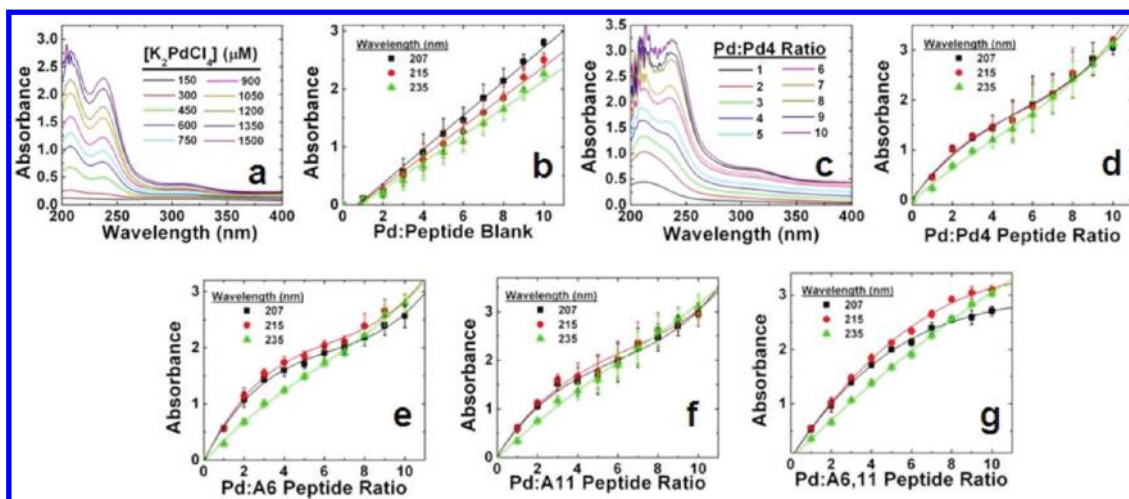 3.0
2.5
2.0
1.5
1.0
0.5
0.0
Absorbance
[K2PdCl4] (μM)
150 900
300 1050
450 1200
600 1350
750 1500
a
200 250 300 350 400
Wavelength (nm)
3
2
1
0
Absorbance
Wavelength (nm)
207
215
235
b
0 2 4 6 8 10
Pd:Peptide Blank
3.5
3.0
2.5
2.0
1.5
1.0
0.5
0.0
Absorbance
Pd:Pd4 Ratio
1 6
2 7
3 8
4 9
5 10
c
200 250 300 350 400
Wavelength (nm)
3
2
1
0
Absorbance
Wavelength (nm)
207
215
235
d
0 2 4 6 8 10
Pd:Pd4 Peptide Ratio
3
2
1
Absorbance
Wavelength (nm)
207
215
235
e
0 2 4 6 8 10
Pd:A6 Peptide Ratio
3
2
1
Absorbance
Wavelength (nm)
207
215
235
f
0 2 4 6 8 10
Pd:A11 Peptide Ratio
3
2
1
Absorbance
Wavelength (nm)
207
215
235
g
0 2 4 6 8 10
Pd:A6,11 Peptide Ratio